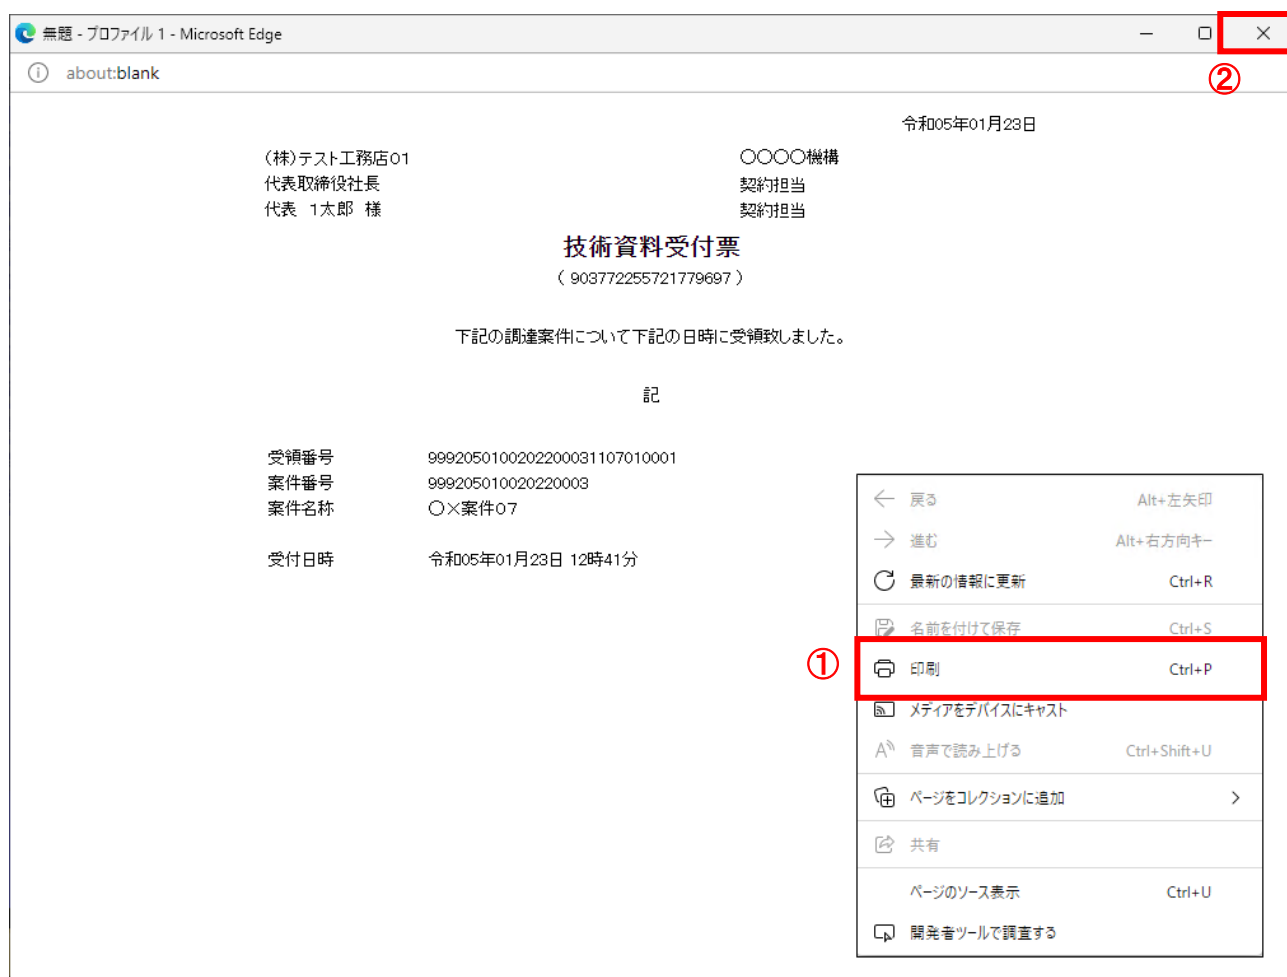 無題 - プロファイル 1 - Microsoft Edge
②
about:blank
令和05年01月23日
(株)テスト工務店01
〇〇〇〇機構
代表取締役社長
契約担当
代表 1太郎 様
契約担当
技術資料受付票
( 903772255721779697 )
下記の調達案件について下記の日時に受領致しました。
記
受領番号 9992050100202200031107010001
案件番号 999205010020220003
案件名称 〇×案件07
受付日時 令和05年01月23日 12時41分
戻る Alt+左矢印
進む Alt+右方向キー
最新の情報に更新 Ctrl+R
名前を付けて保存 Ctrl+S
①
印刷 Ctrl+P
メディアをデバイスにキャスト
音声で読み上げる Ctrl+Shift+U
ページをコレクションに追加
共有
ページのソース表示 Ctrl+U
開発者ツールで調査する